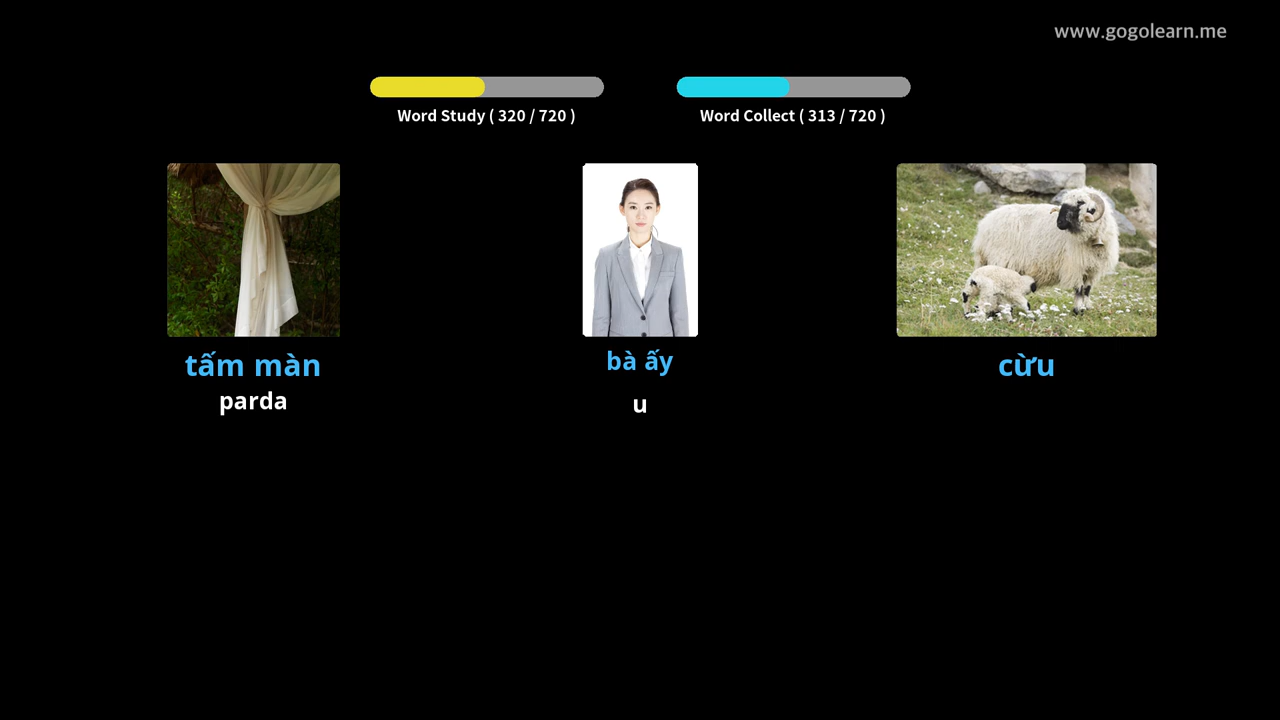 www.gogolearn.me
Word Study ( 320 / 720 )
Word Collect ( 313 / 720 )
tấm màn
parda
bà ấy
u
cừu